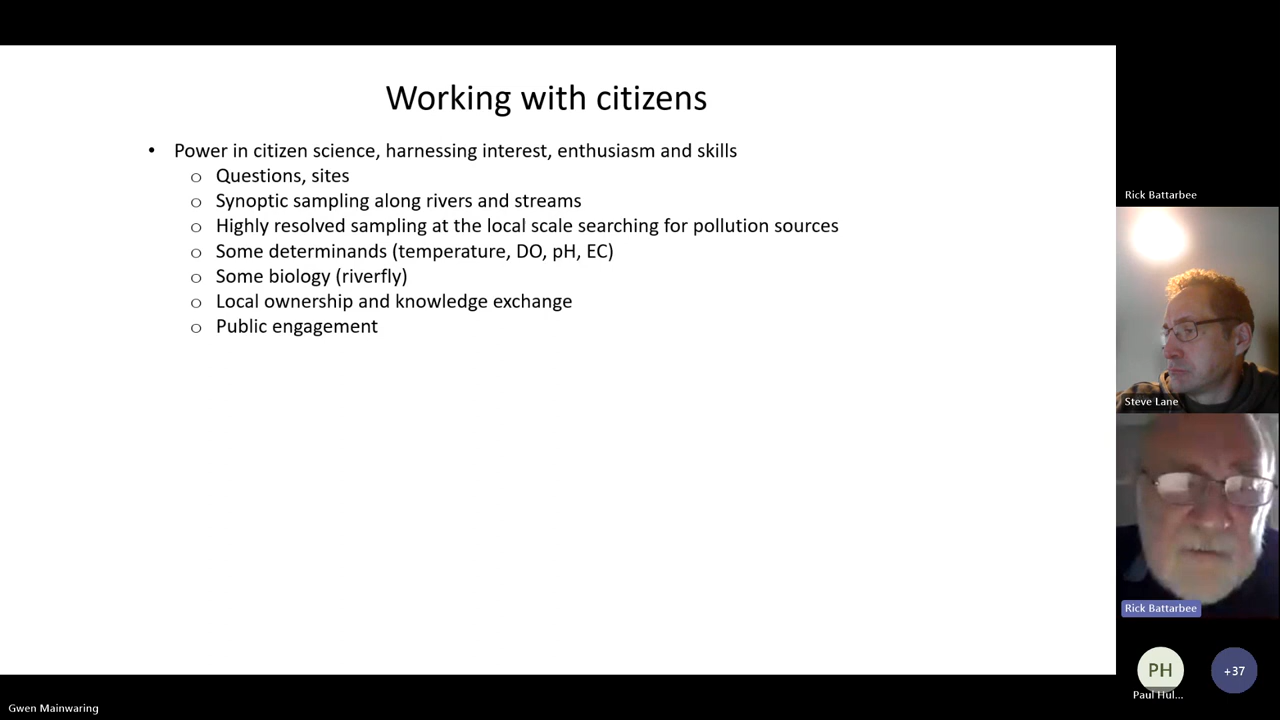 Working with citizens
• Power in citizen science, harnessing interest, enthusiasm and skills
o Questions, sites
o Synoptic sampling along rivers and streams
o Highly resolved sampling at the local scale searching for pollution sources
o Some determinands (temperature, DO, pH, EC)
o Some biology (riverfly)
o Local ownership and knowledge exchange
o Public engagement
Rick Battarbee
Steve Lane
Rick Battarbee
PH
+37
Paul Hul...
Gwen Mainwaring